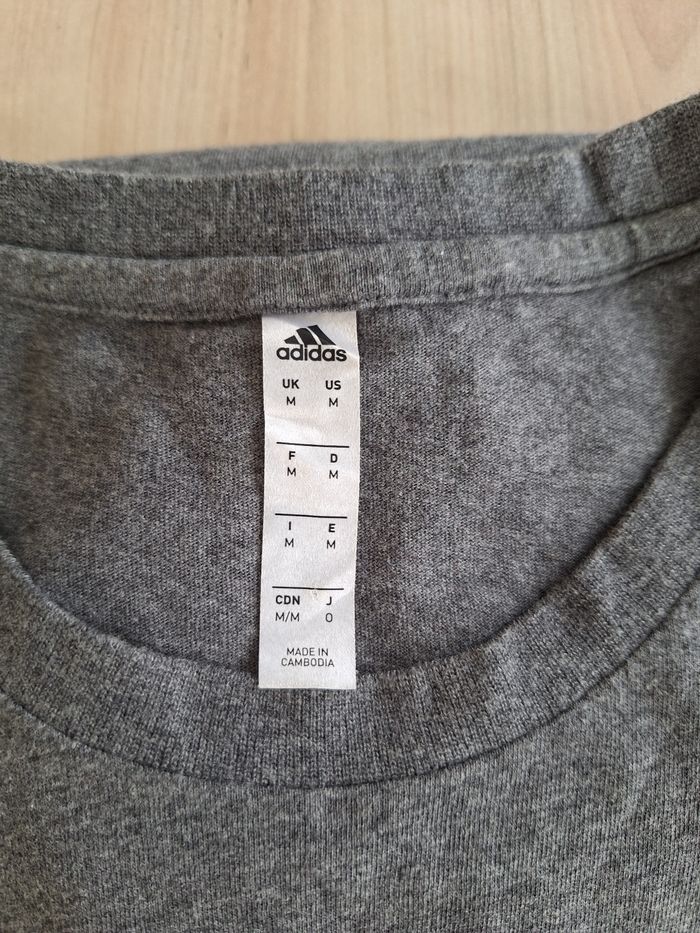 adidas
UK US
M M
F D
M M
I E
M M
CDN J
M/M O
MADE IN
CAMBODIA